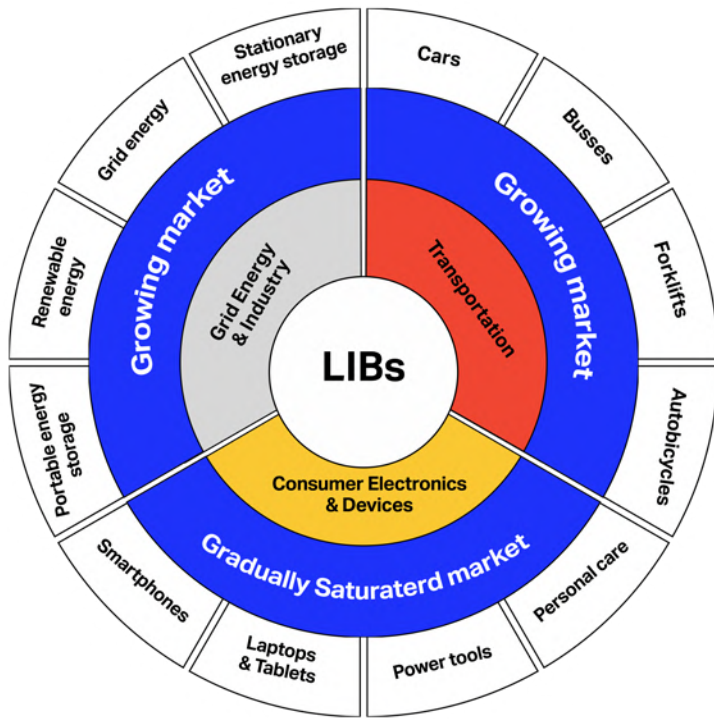 Stationary
energy storage
Cars
Busses
Forklifts
Autobicycles
Personal care
Power tools
Laptops
& Tablets
Smartphones
Portable energy
storage
Renewable
energy
Grid energy
Growing market
Growing market
Gradually Saturaterd market
Grid Energy
& Industry
Transportation
Consumer Electronics
& Devices
LIBs